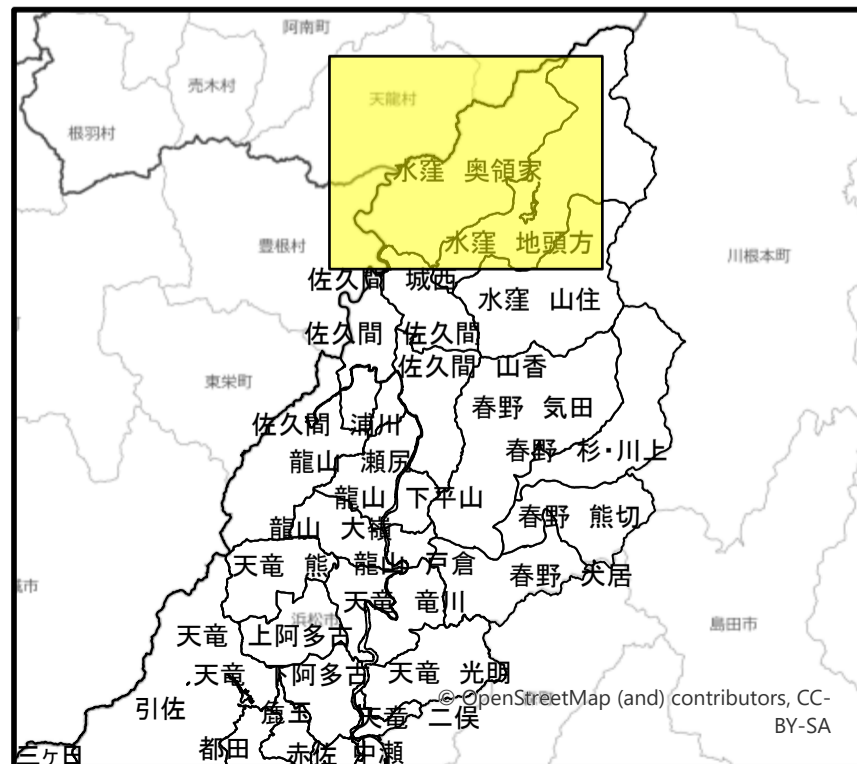 阿南町
売木村
天龍村
根羽村
水窪 奥領家
豊根村
水窪 地頭方
川根本町
佐久間 城西
水窪 山住
佐久間 佐久間
佐久間 山香
東栄町
春野 気田
佐久間 浦川
春野 杉・川上
龍山 瀬尻
龍山 下平山
春野 熊切
龍山 大嶺
天竜 熊
龍山 戸倉
春野 犬居
天竜 竜川
浜松市
島田市
天竜 上阿多古
天竜 下阿多古
天竜 光明
© OpenStreetMap (and) contributors, CC-
BY-SA
引佐
麁玉
天竜 二俣
三ヶ日
都田
赤佐
中瀬